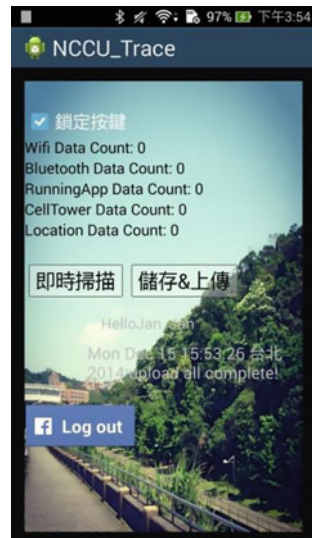 97% 下午3:54
NCCU_Trace
鎖定按鍵
Wifi Data Count: 0
Bluetooth Data Count: 0
RunningApp Data Count: 0
CellTower Data Count: 0
Location Data Count: 0
即時掃描 儲存&上傳
HelloJan
Mon Dec 15 15:53:26 台北
2014 upload all complete!
f Log out